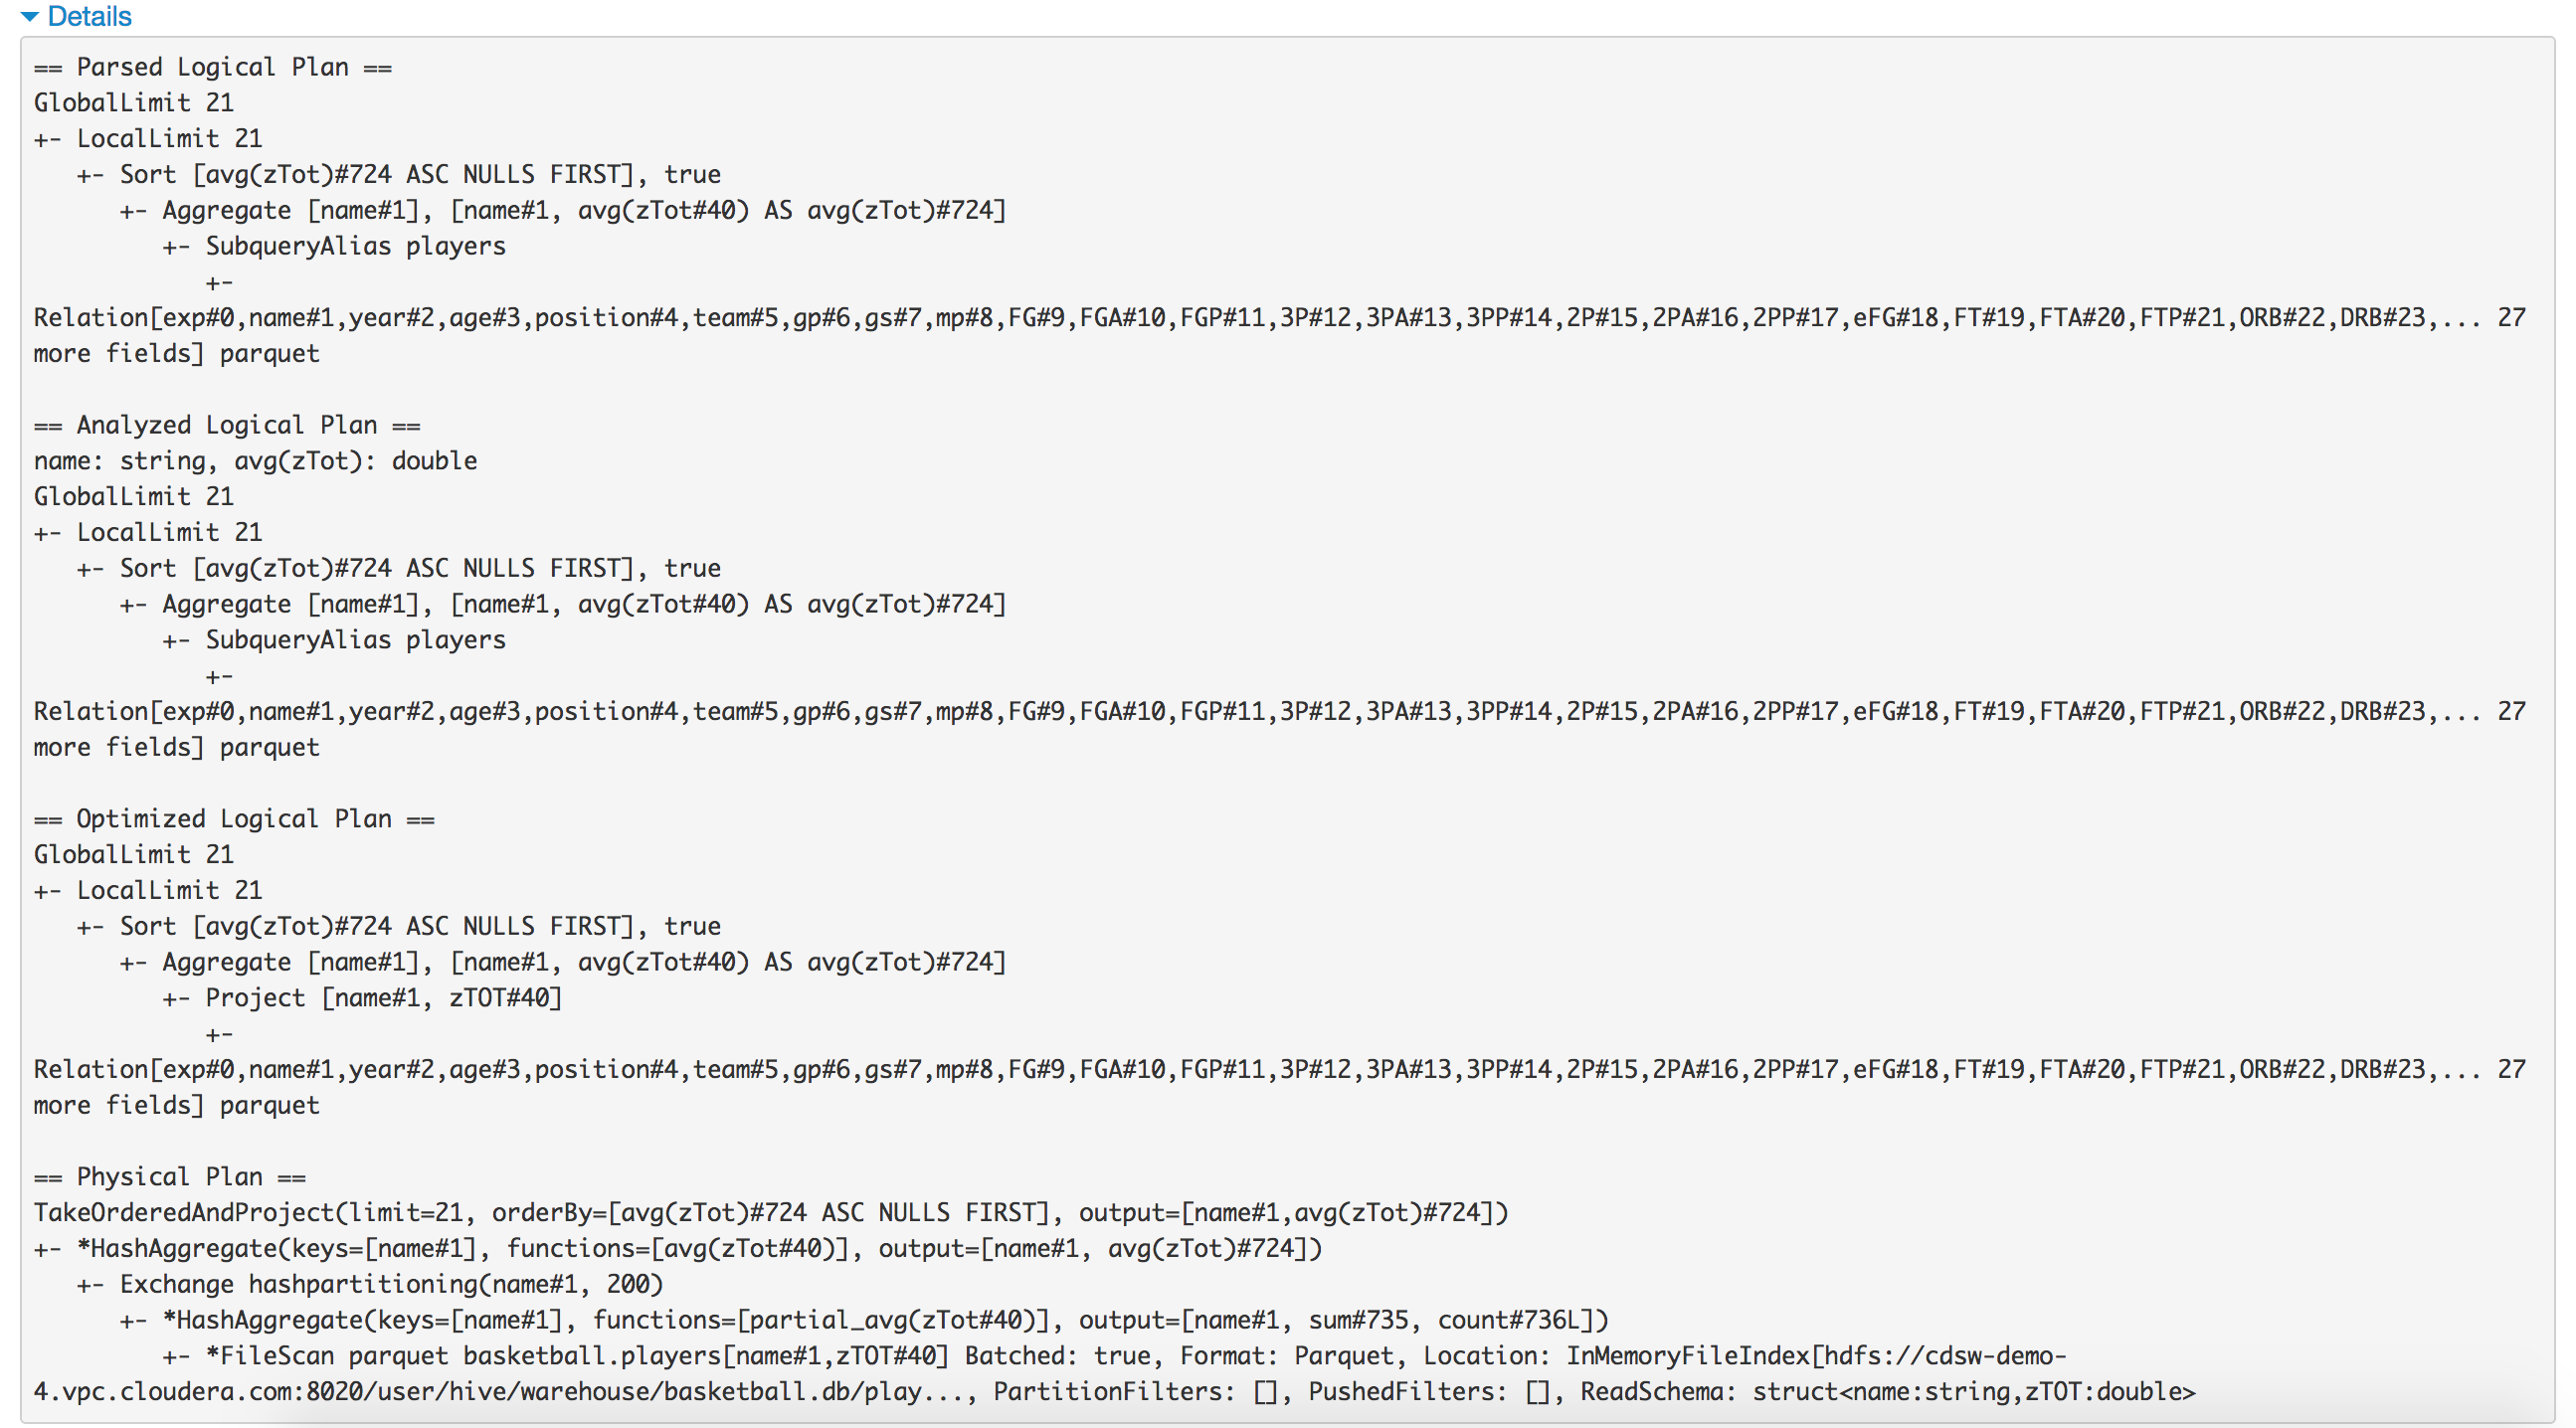 Details
== Parsed Logical Plan ==
GlobalLimit 21
+- LocalLimit 21
   +- Sort [avg(zTot)#724 ASC NULLS FIRST], true
      +- Aggregate [name#1], [name#1, avg(zTot#40) AS avg(zTot)#724]
         +- SubqueryAlias players
            +-
Relation[exp#0,name#1,year#2,age#3,position#4,team#5,gp#6,gs#7,mp#8,FG#9,FGA#10,FGP#11,3P#12,3PA#13,3PP#14,2P#15,2PA#16,2PP#17,eFG#18,FT#19,FTA#20,FTP#21,ORB#22,DRB#23,... 27
more fields] parquet

== Analyzed Logical Plan ==
name: string, avg(zTot): double
GlobalLimit 21
+- LocalLimit 21
   +- Sort [avg(zTot)#724 ASC NULLS FIRST], true
      +- Aggregate [name#1], [name#1, avg(zTot#40) AS avg(zTot)#724]
         +- SubqueryAlias players
            +-
Relation[exp#0,name#1,year#2,age#3,position#4,team#5,gp#6,gs#7,mp#8,FG#9,FGA#10,FGP#11,3P#12,3PA#13,3PP#14,2P#15,2PA#16,2PP#17,eFG#18,FT#19,FTA#20,FTP#21,ORB#22,DRB#23,... 27
more fields] parquet

== Optimized Logical Plan ==
GlobalLimit 21
+- LocalLimit 21
   +- Sort [avg(zTot)#724 ASC NULLS FIRST], true
      +- Aggregate [name#1], [name#1, avg(zTot#40) AS avg(zTot)#724]
         +- Project [name#1, zTOT#40]
            +-
Relation[exp#0,name#1,year#2,age#3,position#4,team#5,gp#6,gs#7,mp#8,FG#9,FGA#10,FGP#11,3P#12,3PA#13,3PP#14,2P#15,2PA#16,2PP#17,eFG#18,FT#19,FTA#20,FTP#21,ORB#22,DRB#23,... 27
more fields] parquet

== Physical Plan ==
TakeOrderedAndProject(limit=21, orderBy=[avg(zTot)#724 ASC NULLS FIRST], output=[name#1,avg(zTot)#724])
+- *HashAggregate(keys=[name#1], functions=[avg(zTot#40)], output=[name#1, avg(zTot)#724])
   +- Exchange hashpartitioning(name#1, 200)
      +- *HashAggregate(keys=[name#1], functions=[partial_avg(zTot#40)], output=[name#1, sum#735, count#736L])
         +- *FileScan parquet basketball.players[name#1,zTOT#40] Batched: true, Format: Parquet, Location: InMemoryFileIndex[hdfs://cdsw-demo-
4.vpc.cloudera.com:8020/user/hive/warehouse/basketball.db/play..., PartitionFilters: [], PushedFilters: [], ReadSchema: struct<name:string,zTOT:double>